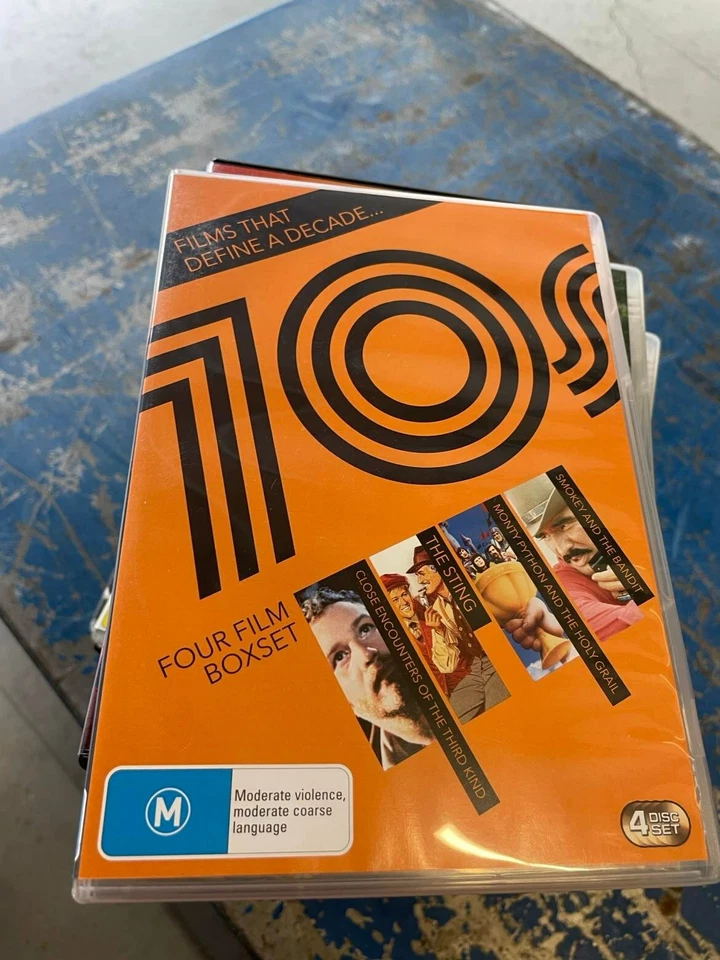 FILMS THAT
DEFINE A DECADE...
70s
FOUR FILM
BOXSET
CLOSE ENCOUNTERS OF THE THIRD KIND
THE STING
MONTY PYTHON AND THE HOLY GRAIL
SMOKEY AND THE BANDIT
M
Moderate violence,
moderate coarse
language
4 DISC
SET